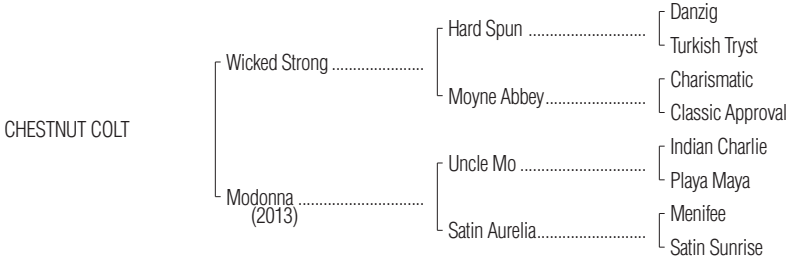 Danzig
Hard Spun ..........................
Turkish Tryst
Wicked Strong .....................
Charismatic
Moyne Abbey.......................
Classic Approval
CHESTNUT COLT
Indian Charlie
Uncle Mo ............................
Playa Maya
Modonna ............................
(2013)
Menifee
Satin Aurelia.........................
Satin Sunrise